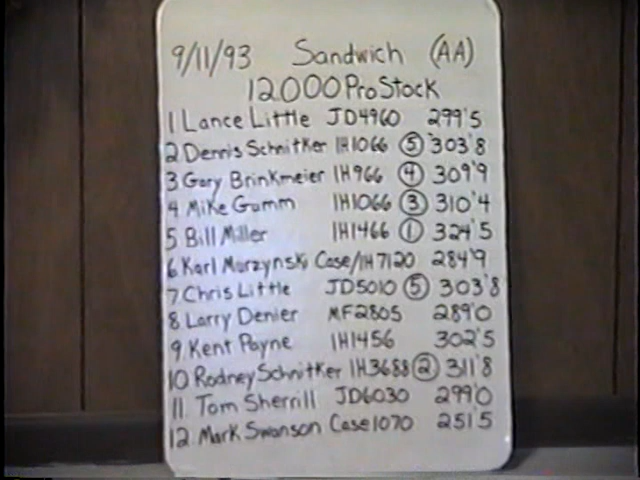 9/11/93 Sandwich (AA)
12000 Pro Stock
1 Lance Little JD4960 299'5
2 Dennis Schnitker IH1066 ⑤ 303'8
3 Gary Brinkmeier IH966 ④ 309'9
4 Mike Gumm IH1066 ③ 310'4
5 Bill Miller IH1466 ① 324'5
6 Karl Murzynski Case/IH7120 284'9
7 Chris Little JD5010 ⑤ 303'8
8 Larry Denier MF2805 289'0
9 Kent Payne IH1456 302'5
10 Rodney Schnitker IH3688 ② 311'8
11 Tom Sherrill JD6030 299'0
12 Mark Swanson Case1070 251'5